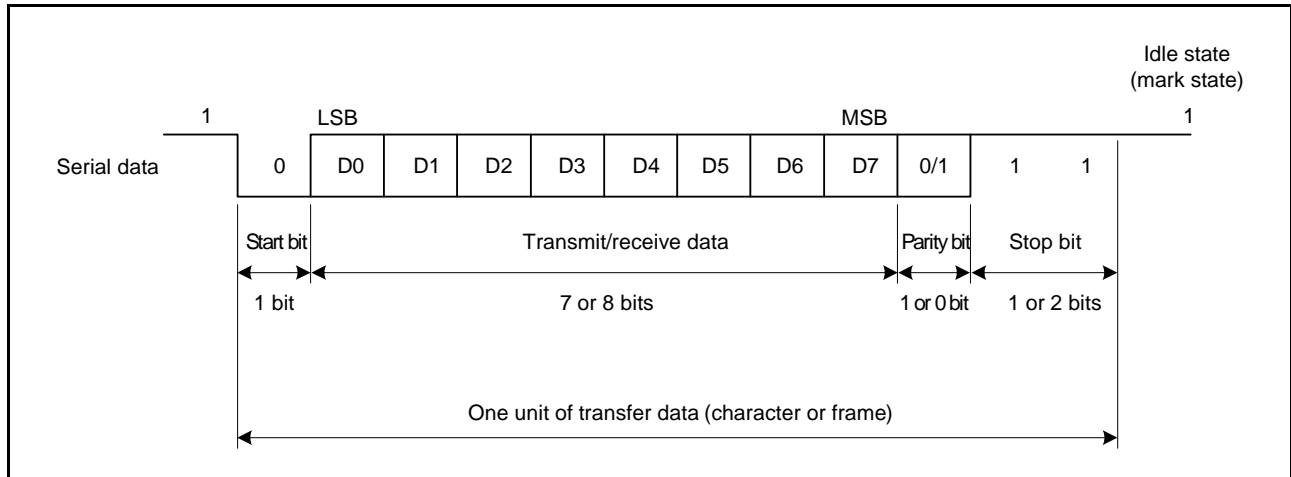 Idle state
(mark state)
1 LSB MSB 1
Serial data 0 D0 D1 D2 D3 D4 D5 D6 D7 0/1 1 1
Start bit Transmit/receive data Parity bit Stop bit
1 bit 7 or 8 bits 1 or 0 bit 1 or 2 bits
One unit of transfer data (character or frame)